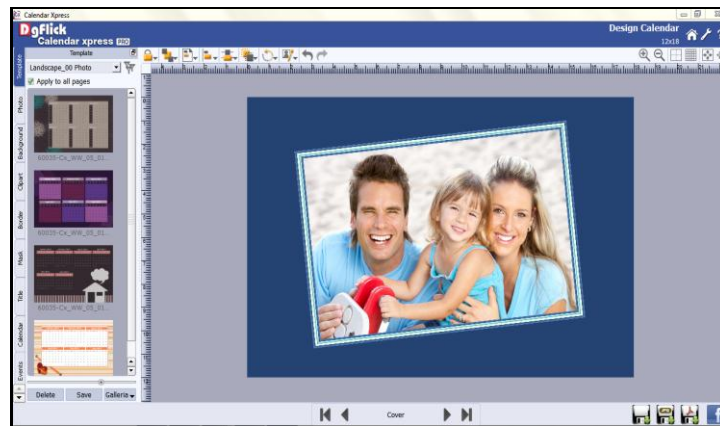 Calendar Xpress
DgFlick
Calendar xpress PRO
Design Calendar
12x18
Template
Landscape_00 Photo
Apply to all pages
Template
Photo
Background
Clipart
Border
Mask
Title
Calendar
Events
Delete
Save
Galleria
Cover